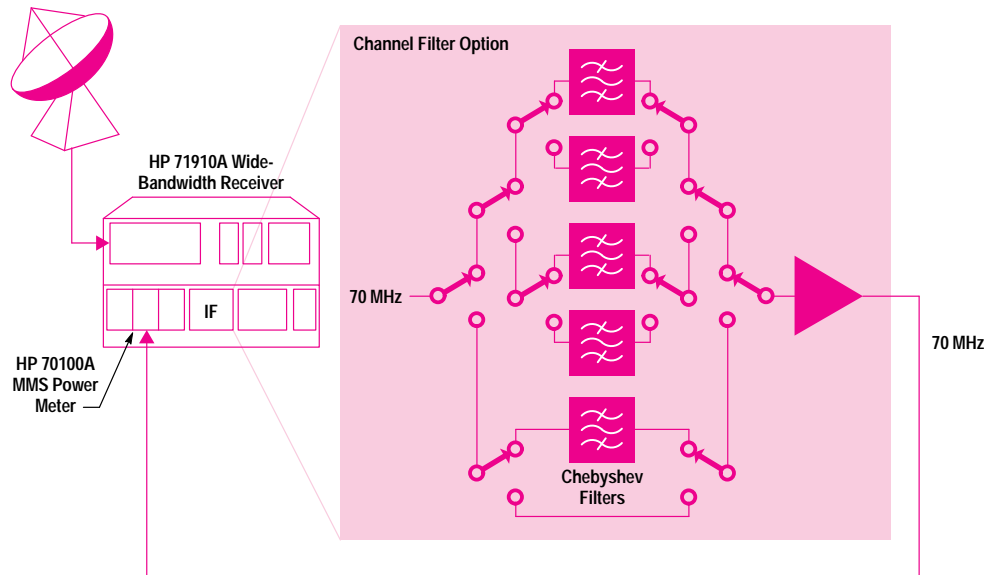 Channel Filter Option
HP 71910A Wide-
Bandwidth Receiver
70 MHz
IF
HP 70100A
MMS Power
Meter
70 MHz
Chebyshev
Filters